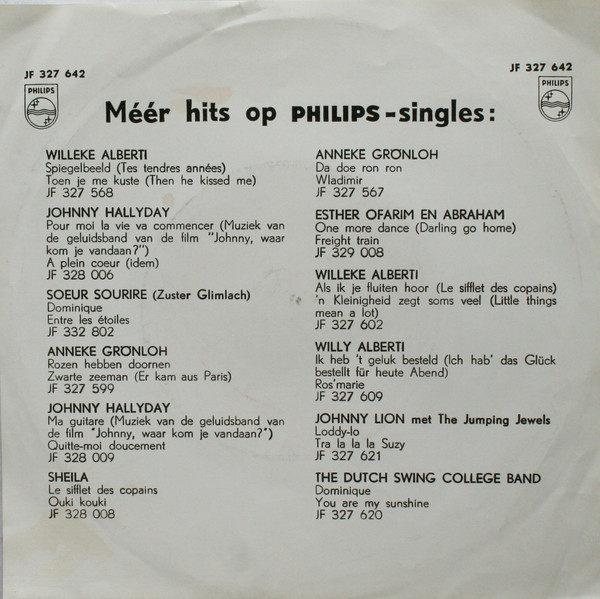 JF 327 642
PHILIPS
JF 327 642
PHILIPS
Méér hits op PHILIPS-singles:
WILLEKE ALBERTI
Spiegelbeeld (Tes tendres années)
Toen je me kuste (Then he kissed me)
JF 327 568
JOHNNY HALLYDAY
Pour moi la vie va commencer (Muziek van
de geluidsband van de film "Johnny, waar
kom je vandaan?")
A plein coeur (idem)
JF 328 006
SOEUR SOURIRE (Zuster Glimlach)
Dominique
Entre les étoiles
JF 332 802
ANNEKE GRÖNLOH
Rozen hebben doornen
Zwarte zeeman (Er kam aus Paris)
JF 327 599
JOHNNY HALLYDAY
Ma guitare (Muziek van de geluidsband van
de film "Johnny, waar kom je vandaan?")
Quitte-moi doucement
JF 328 009
SHEILA
Le sifflet des copains
Ouki kouki
JF 328 008
ANNEKE GRÖNLOH
Da doe ron ron
Wladimir
JF 327 567
ESTHER OFARIM EN ABRAHAM
One more dance (Darling go home)
Freight train
JF 329 008
WILLEKE ALBERTI
Als ik je fluiten hoor (Le sifflet des copains)
'n Kleinigheid zegt soms veel (Little things
mean a lot)
JF 327 602
WILLY ALBERTI
Ik heb 't geluk besteld (Ich hab' das Glück
bestellt für heute Abend)
Ros'marie
JF 327 609
JOHNNY LION met The Jumping Jewels
Loddy-lo
Tra la la la Suzy
JF 327 621
THE DUTCH SWING COLLEGE BAND
Dominique
You are my sunshine
JF 327 620